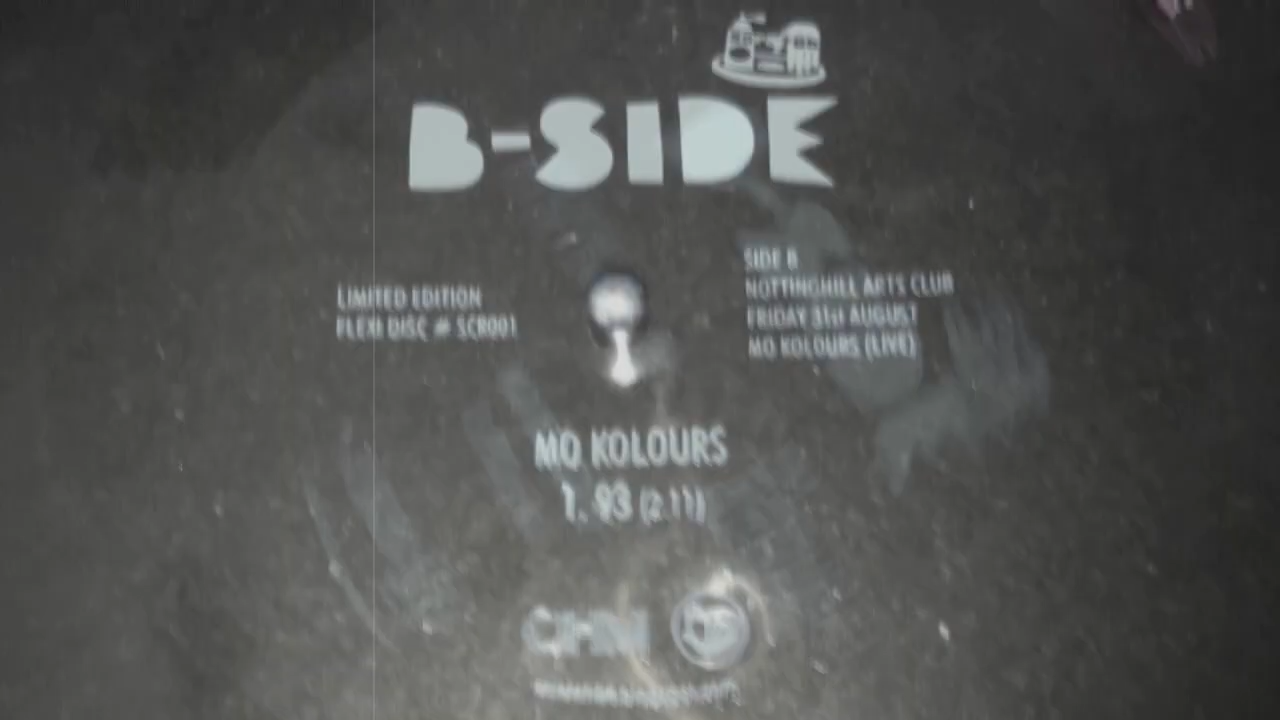 B-SIDE
LIMITED EDITION
FLEXI DISC # SCR001
SIDE B
NOTTINGHILL ARTS CLUB
FRIDAY 31st AUGUST
MO KOLOURS (LIVE)
MO KOLOURS
1. 93 (2:11)